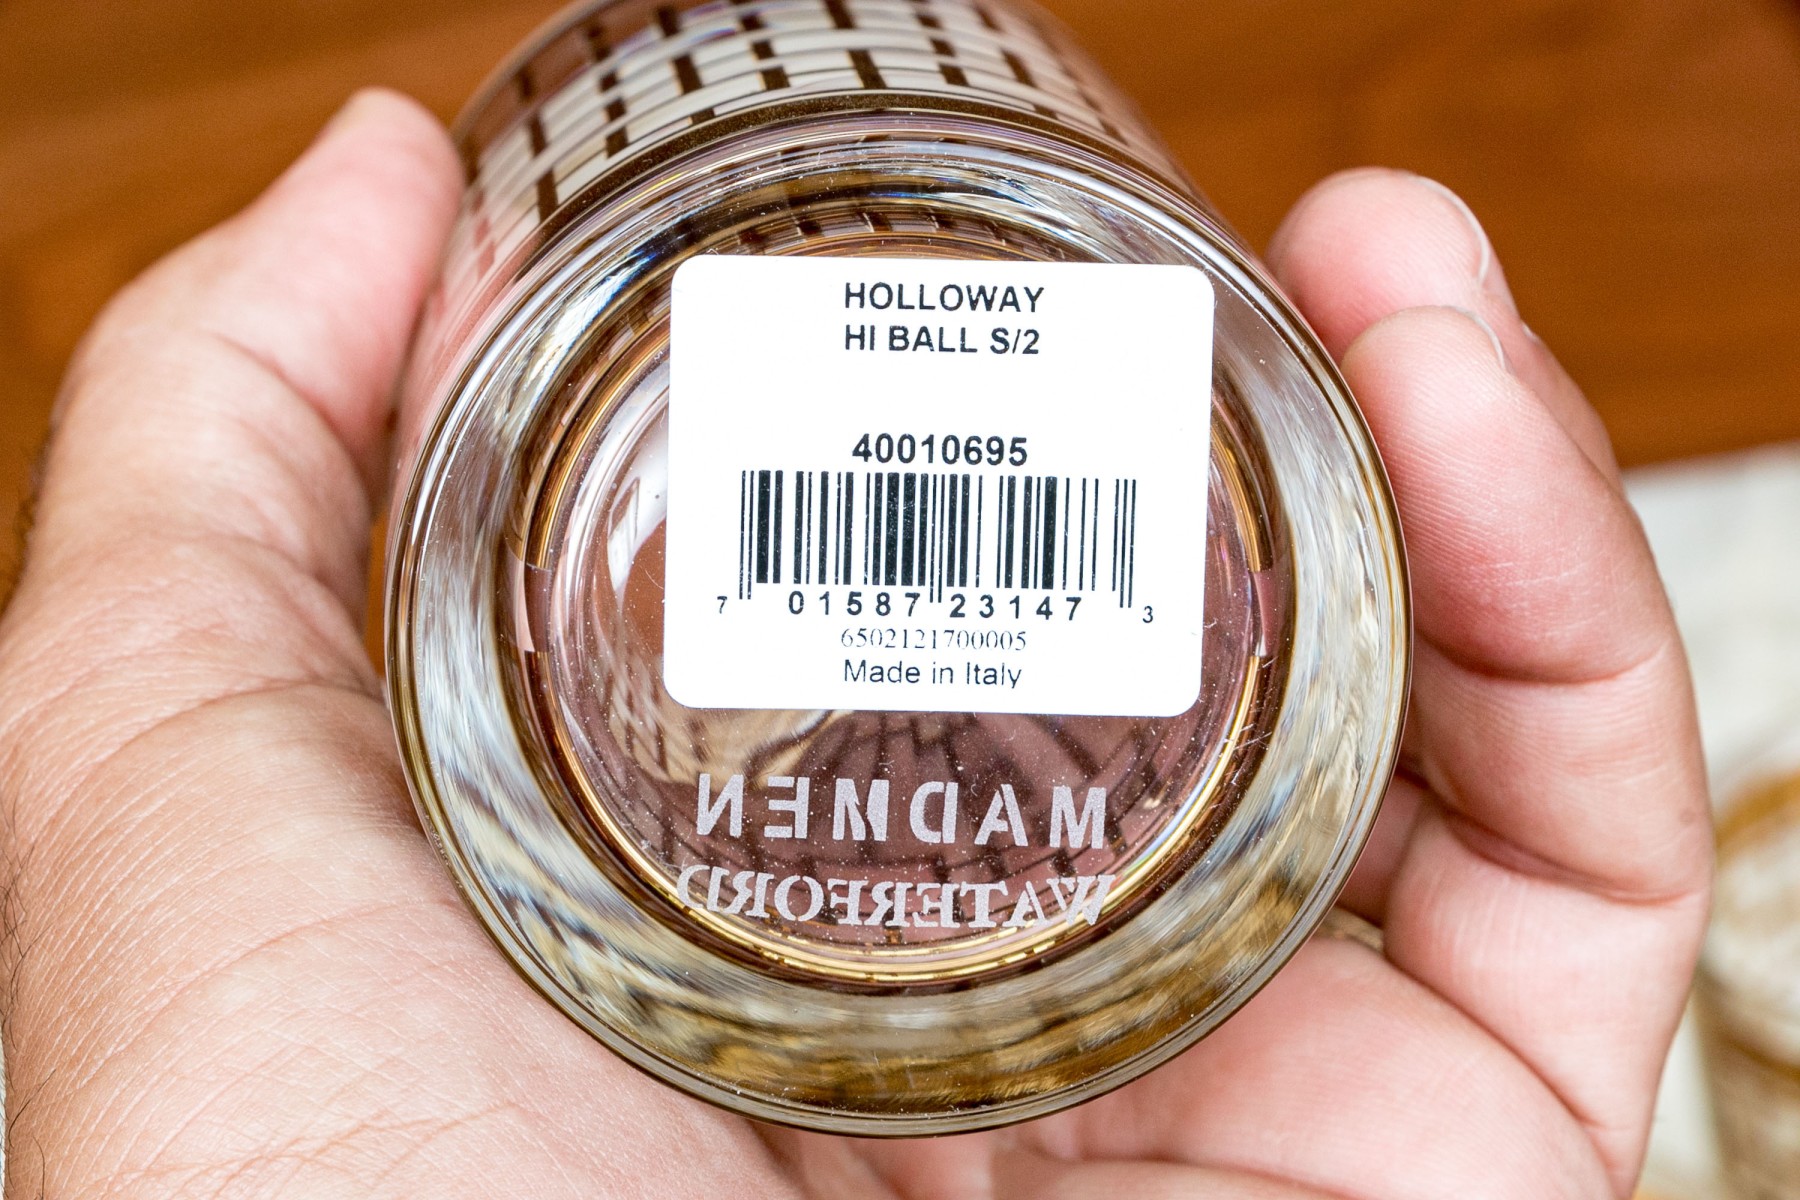 HOLLOWAY
HI BALL S/2
40010695
7 01587 23147 3
6502121700005
Made in Italy
MADMEN
WATERFORD